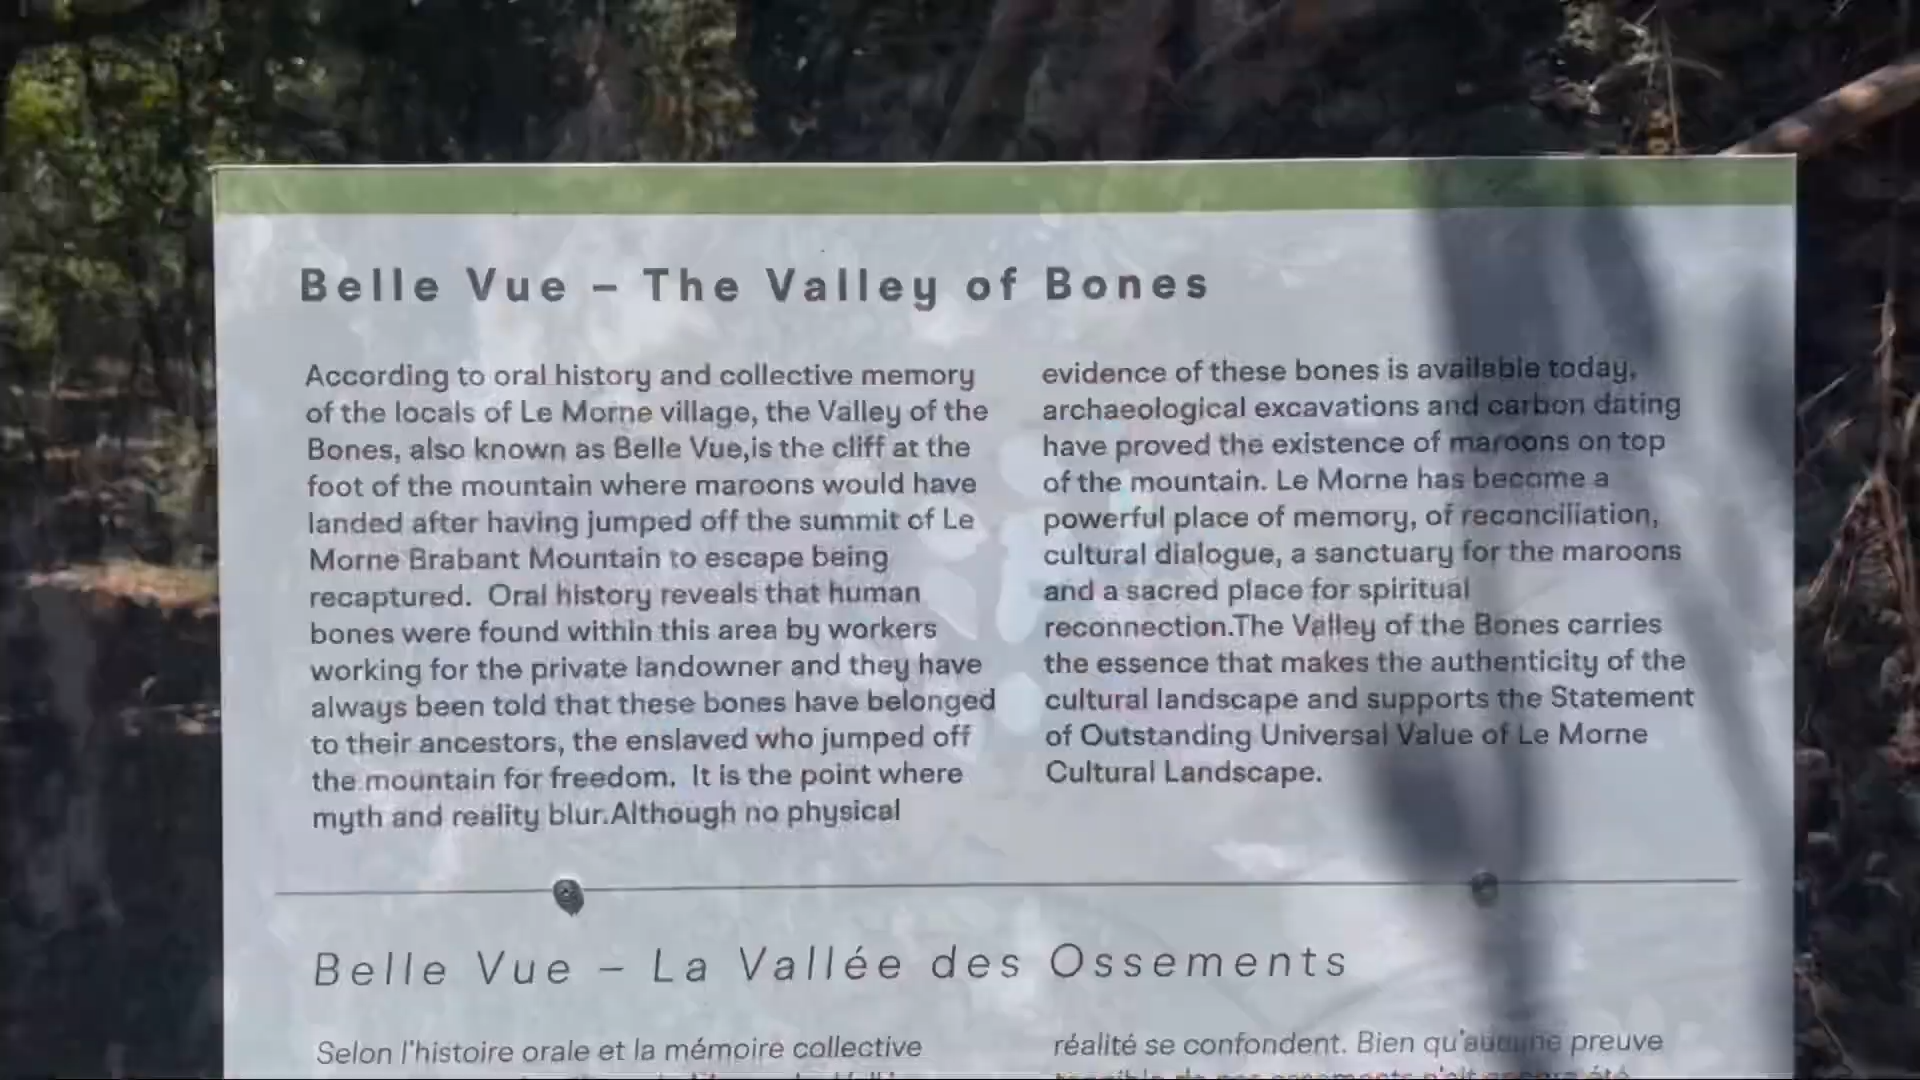 Belle Vue – The Valley of Bones
According to oral history and collective memory
of the locals of Le Morne village, the Valley of the
Bones, also known as Belle Vue,is the cliff at the
foot of the mountain where maroons would have
landed after having jumped off the summit of Le
Morne Brabant Mountain to escape being
recaptured. Oral history reveals that human
bones were found within this area by workers
working for the private landowner and they have
always been told that these bones have belonged
to their ancestors, the enslaved who jumped off
the mountain for freedom. It is the point where
myth and reality blur.Although no physical
evidence of these bones is available today,
archaeological excavations and carbon dating
have proved the existence of maroons on top
of the mountain. Le Morne has become a
powerful place of memory, of reconciliation,
cultural dialogue, a sanctuary for the maroons
and a sacred place for spiritual
reconnection.The Valley of the Bones carries
the essence that makes the authenticity of the
cultural landscape and supports the Statement
of Outstanding Universal Value of Le Morne
Cultural Landscape.
Belle Vue – La Vallée des Ossements
Selon l'histoire orale et la mémoire collective
réalité se confondent. Bien qu'aucune preuve